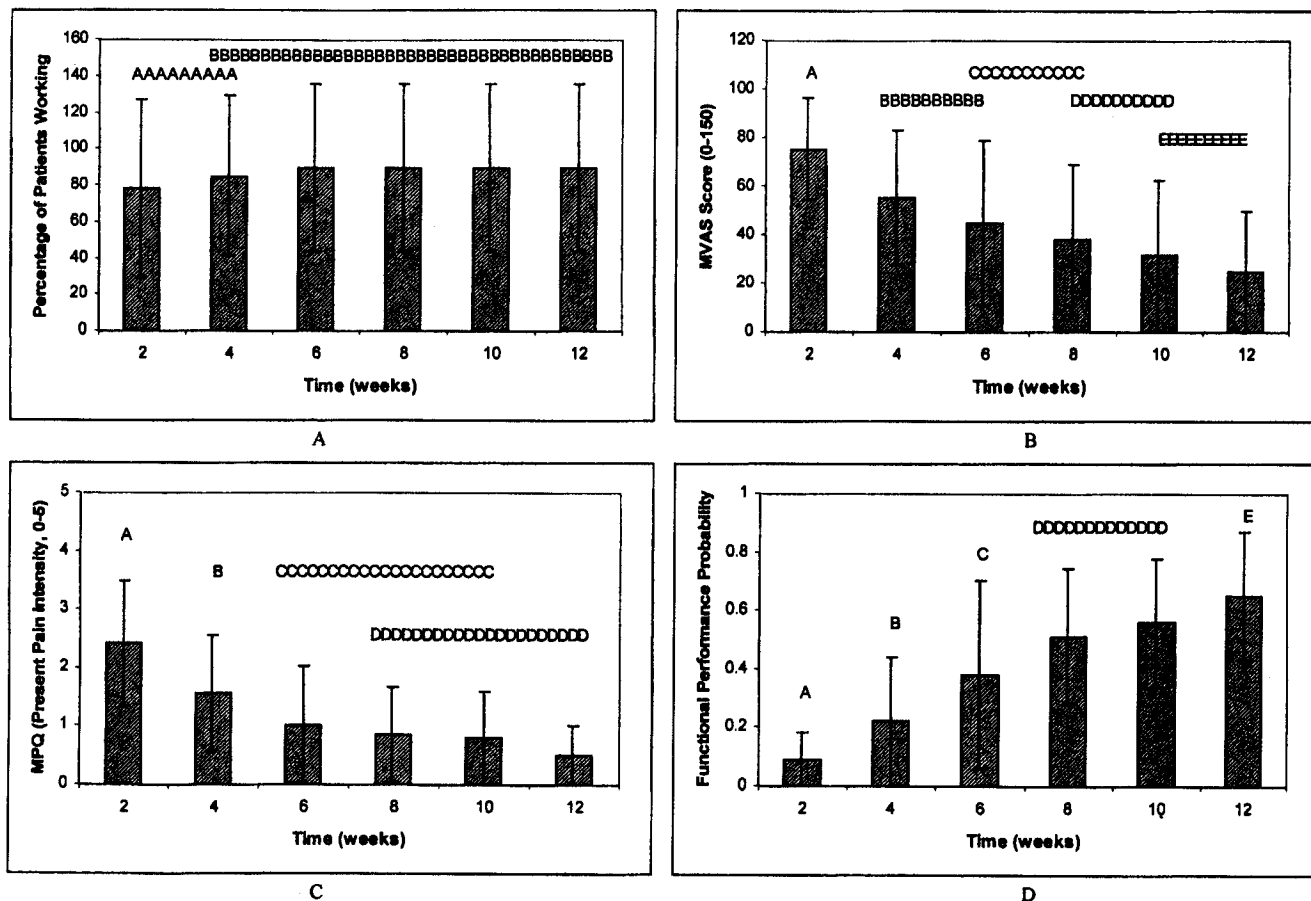 160
140
120
100
80
60
40
20
0
Percentage of Patients Working
BBBBBBBBBBBBBBBBBBBBBBBBBBBBBBBBBBBBBBB
AAAAAAAAA
2 4 6 8 10 12
Time (weeks)
A
120
100
80
60
40
20
0
MVAS Score (0-150)
A
CCCCCCCCCCC
BBBBBBBBBB
DDDDDDDDDD
EEEEEEEEEE
2 4 6 8 10 12
Time (weeks)
B
5
4
3
2
1
0
MPQ (Present Pain Intensity, 0-5)
A
B
CCCCCCCCCCCCCCCCCCCCC
DDDDDDDDDDDDDDDDDDDDD
2 4 6 8 10 12
Time (weeks)
C
1
0.8
0.6
0.4
0.2
0
Functional Performance Probability
A
B
C
DDDDDDDDDDDDD
E
2 4 6 8 10 12
Time (weeks)
D